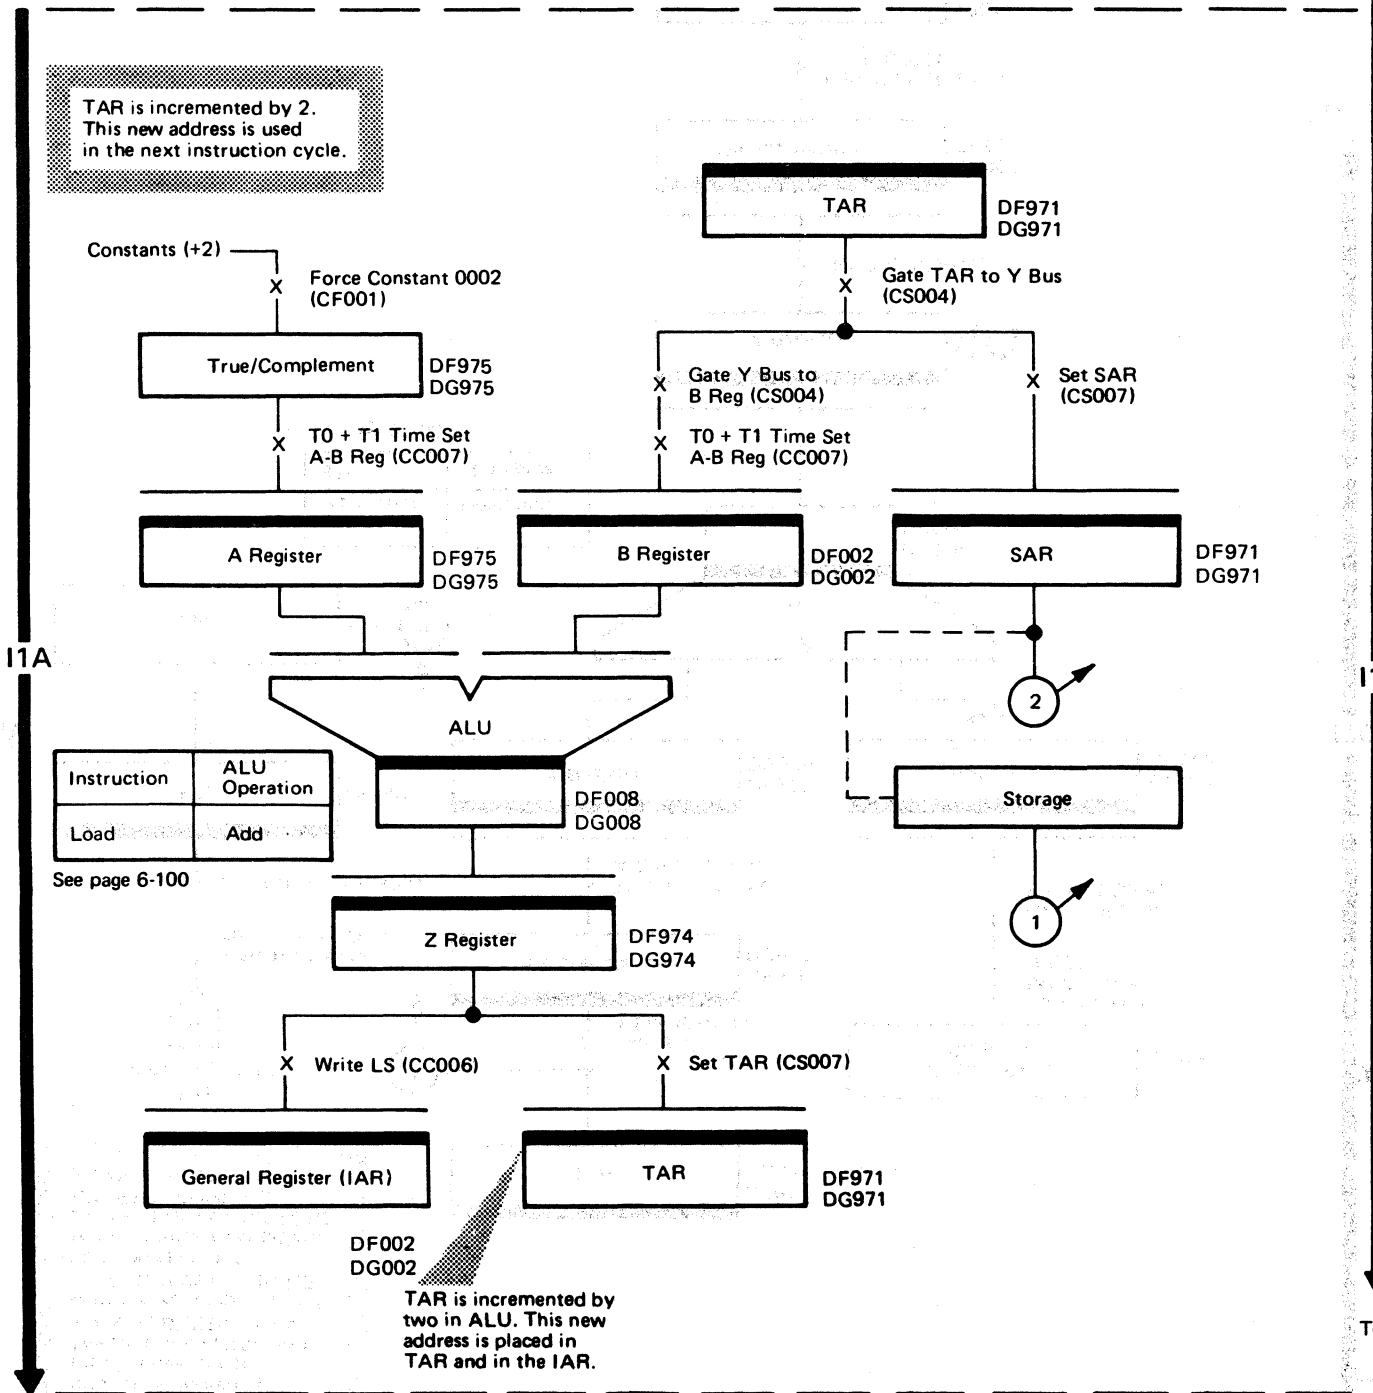 TAR is incremented by 2.
This new address is used
in the next instruction cycle.
TAR
DF971
DG971
Constants (+2)
X
Force Constant 0002
(CF001)
X
Gate TAR to Y Bus
(CS004)
True/Complement
DF975
DG975
X
Gate Y Bus to
B Reg (CS004)
X
Set SAR
(CS007)
X
T0 + T1 Time Set
A-B Reg (CC007)
X
T0 + T1 Time Set
A-B Reg (CC007)
A Register
DF975
DG975
B Register
DF002
DG002
SAR
DF971
DG971
I1A
2
ALU
Instruction
ALU
Operation
Load
Add
See page 6-100
DF008
DG008
Storage
1
Z Register
DF974
DG974
X
Write LS (CC006)
X
Set TAR (CS007)
General Register (IAR)
DF002
DG002
TAR
DF971
DG971
TAR is incremented by
two in ALU. This new
address is placed in
TAR and in the IAR.